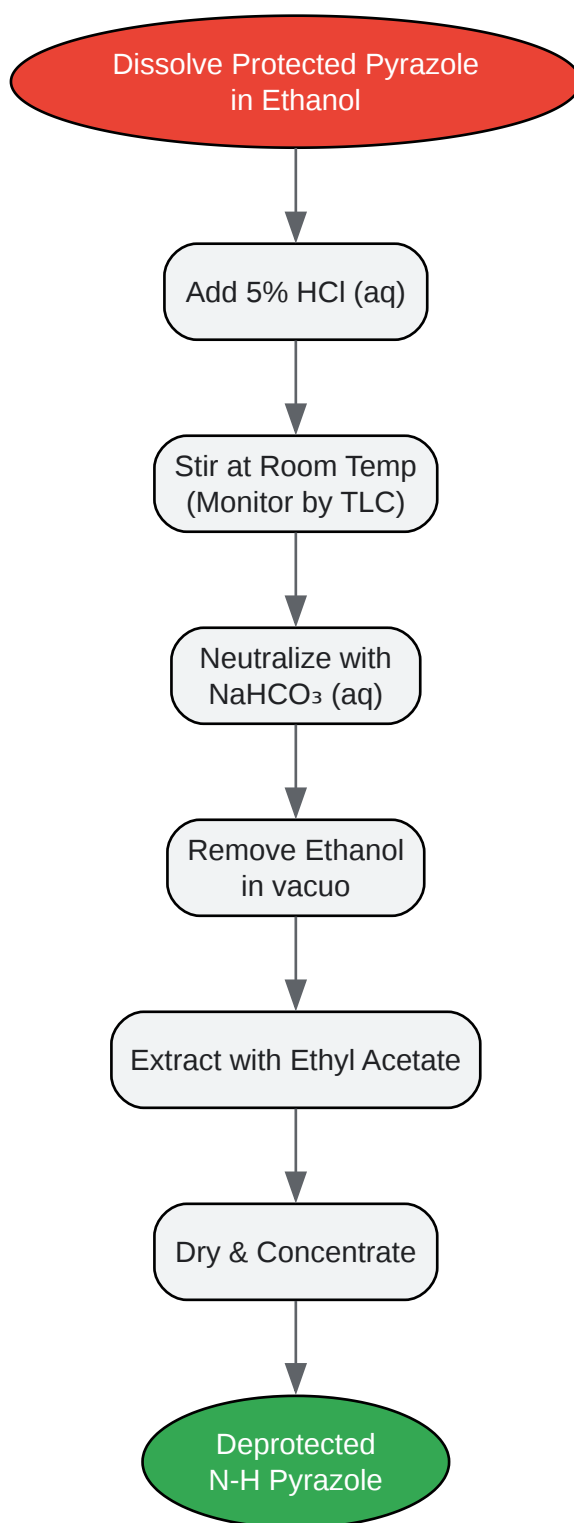 Dissolve Protected Pyrazole
in Ethanol
Add 5% HCl (aq)
Stir at Room Temp
(Monitor by TLC)
Neutralize with
NaHCO₃ (aq)
Remove Ethanol
in vacuo
Extract with Ethyl Acetate
Dry & Concentrate
Deprotected
N-H Pyrazole